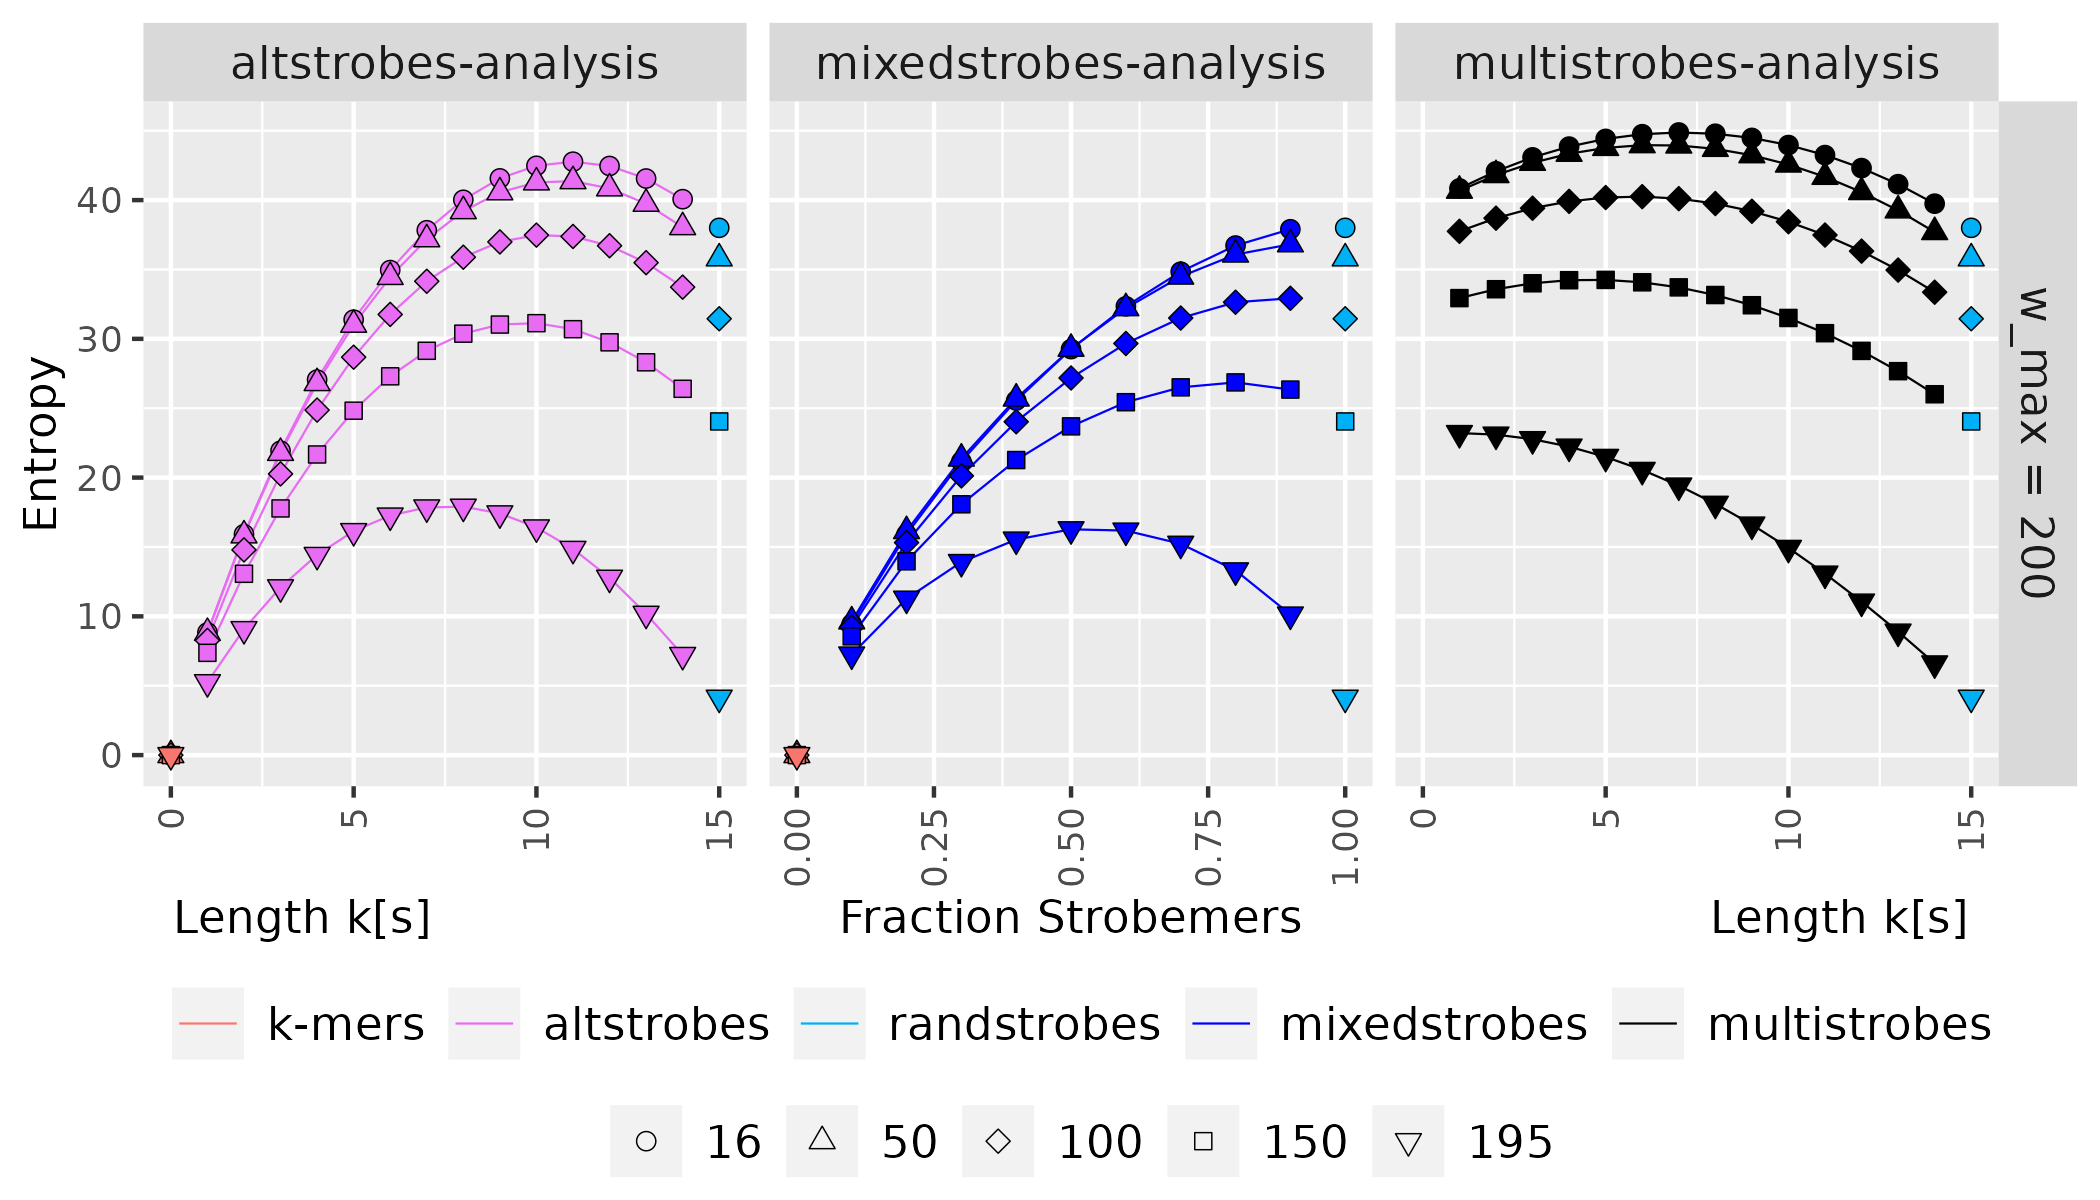 altstrobes-analysis mixedstrobes-analysis multistrobes-analysis
Entropy
40
30
20
10
0
w_max = 200
0 5 10 15 0.00 0.25 0.50 0.75 1.00 0 5 10 15
Length k[s] Fraction Strobemers Length k[s]
k-mers altstrobes randstrobes mixedstrobes multistrobes
16 50 100 150 195